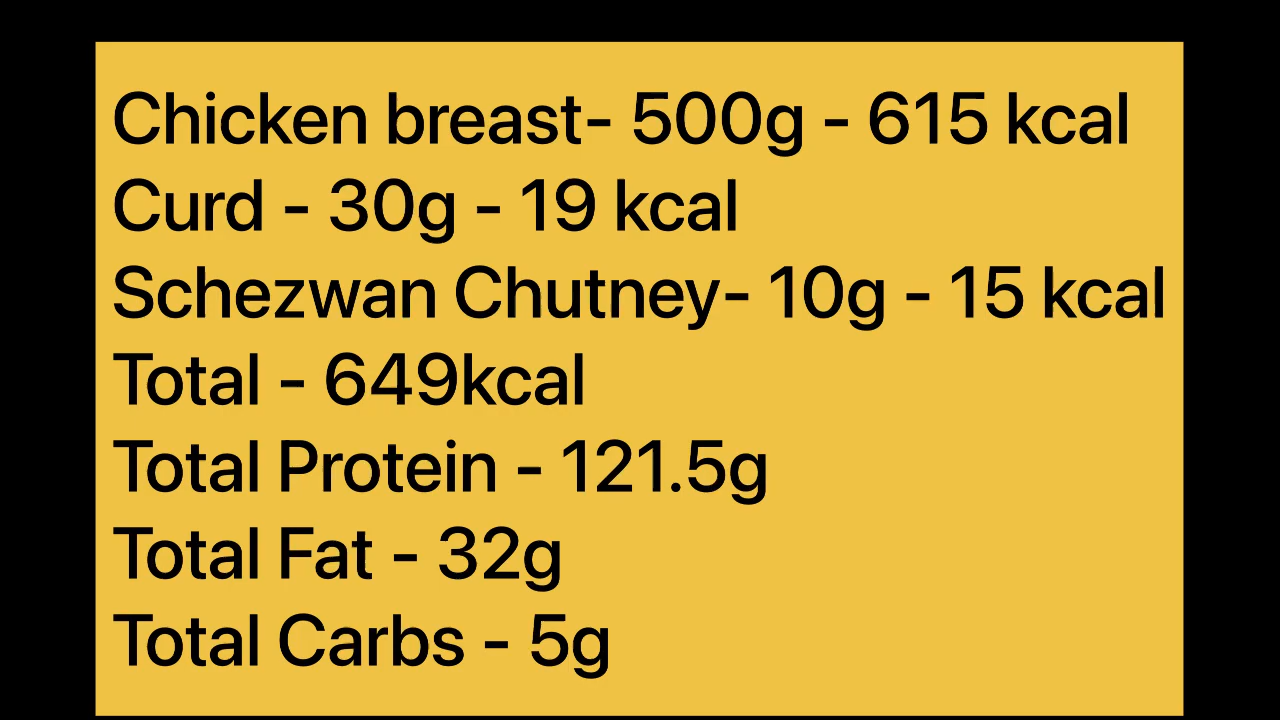 Chicken breast- 500g - 615 kcal
Curd - 30g - 19 kcal
Schezwan Chutney- 10g - 15 kcal
Total - 649kcal
Total Protein - 121.5g
Total Fat - 32g
Total Carbs - 5g